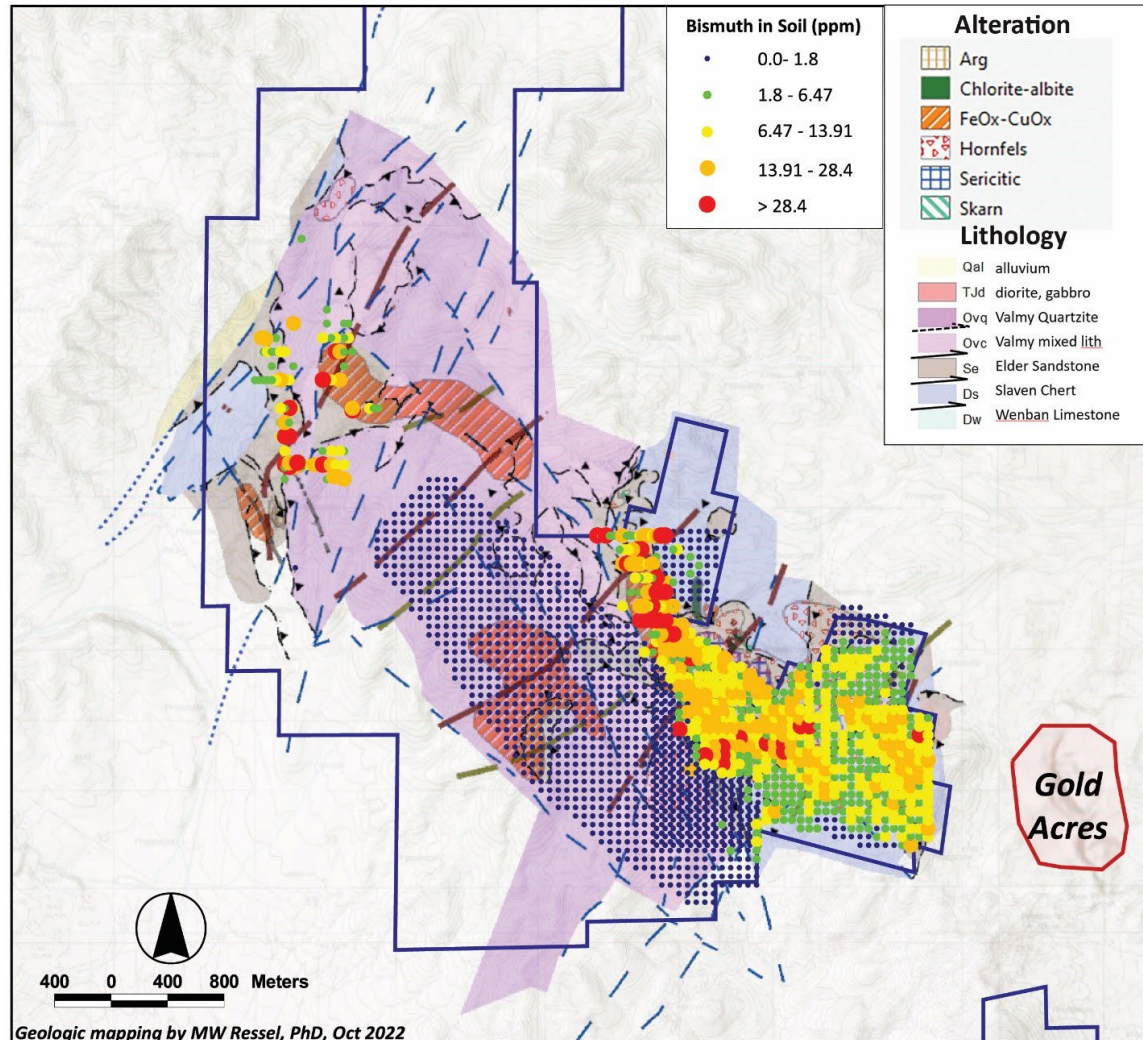 Bismuth in Soil (ppm)
0.0- 1.8
1.8 - 6.47
6.47 - 13.91
13.91 - 28.4
> 28.4
Alteration
Arg
Chlorite-albite
FeOx-CuOx
Hornfels
Sericitic
Skarn
Lithology
Qal alluvium
TJd diorite, gabbro
Ovq Valmy Quartzite
Ovc Valmy mixed lith
Se Elder Sandstone
Ds Slaven Chert
Dw Wenban Limestone
Gold
Acres
400 0 400 800 Meters
Geologic mapping by MW Ressel, PhD, Oct 2022